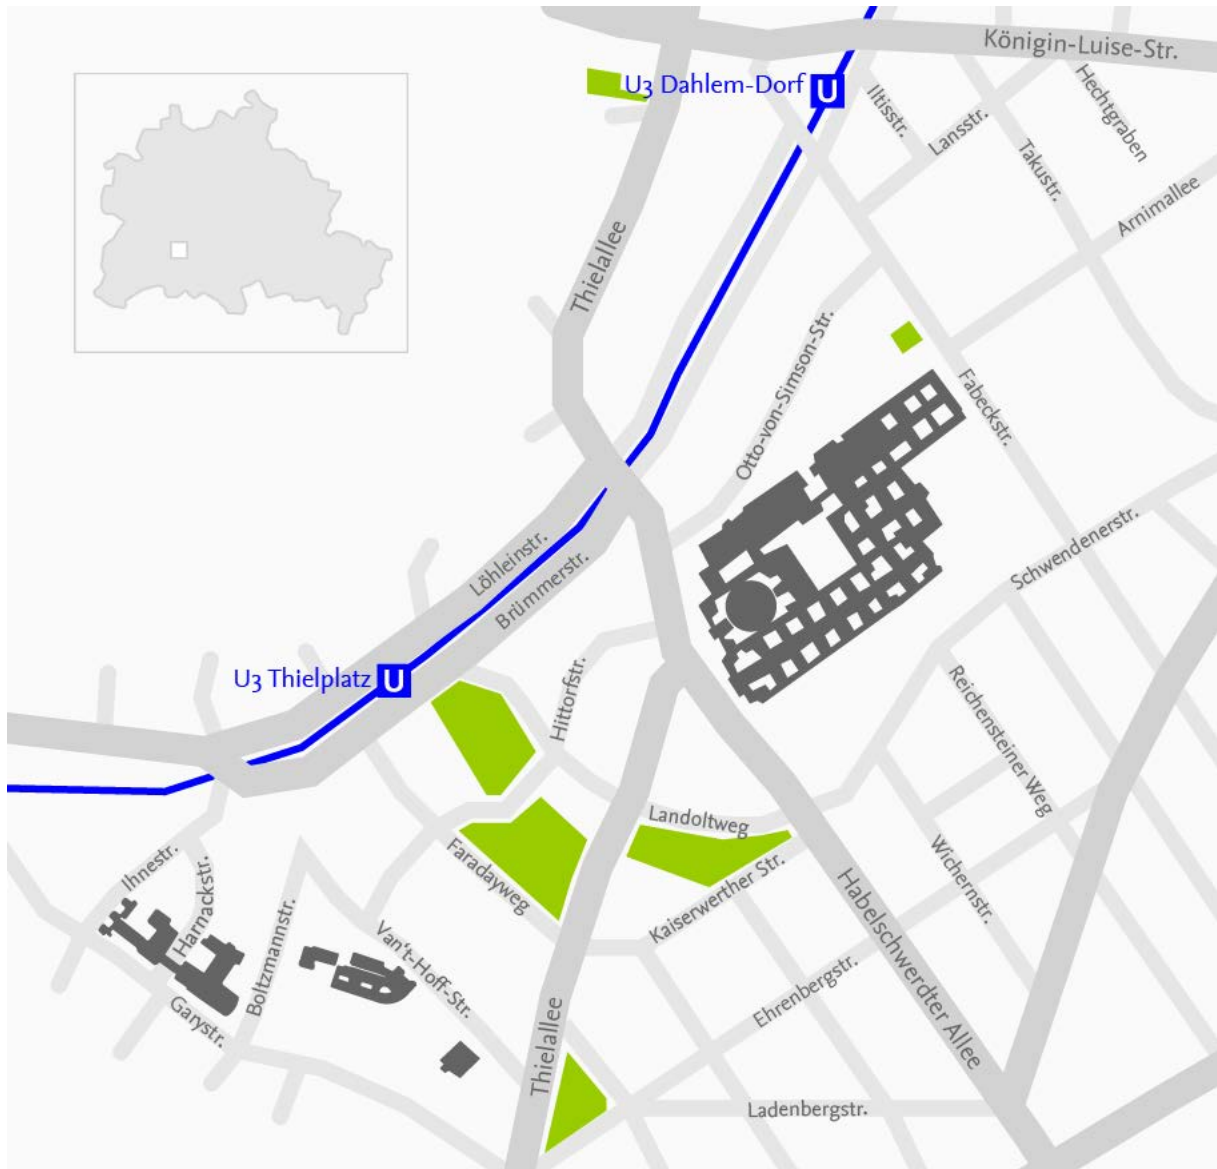 Königin-Luise-Str.
U3 Dahlem-Dorf
U
Iltisstr.
Lansstr.
Hechtgraben
Takustr.
Arnimallee
Thielallee
Otto-von-Simson-Str.
Fabeckstr.
Schwendenerstr.
Löhleinstr.
Brümmerstr.
U3 Thielplatz
U
Hittorfstr.
Reichensteiner Weg
Landoltweg
Faradayweg
Kaiserwerther Str.
Wichernstr.
Ihnestr.
Harnackstr.
Boltzmannstr.
Van't-Hoff-Str.
Habelschwerdter Allee
Ehrenbergstr.
Garystr.
Thielallee
Ladenbergstr.